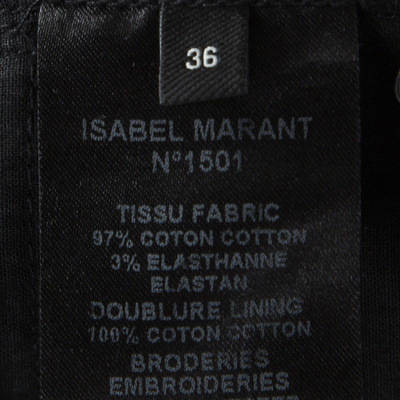 36
ISABEL MARANT
N°1501
TISSU FABRIC
97% COTON COTTON
3% ELASTHANNE
ELASTAN
DOUBLURE LINING
100% COTON COTTON
BRODERIES
EMBROIDERIES